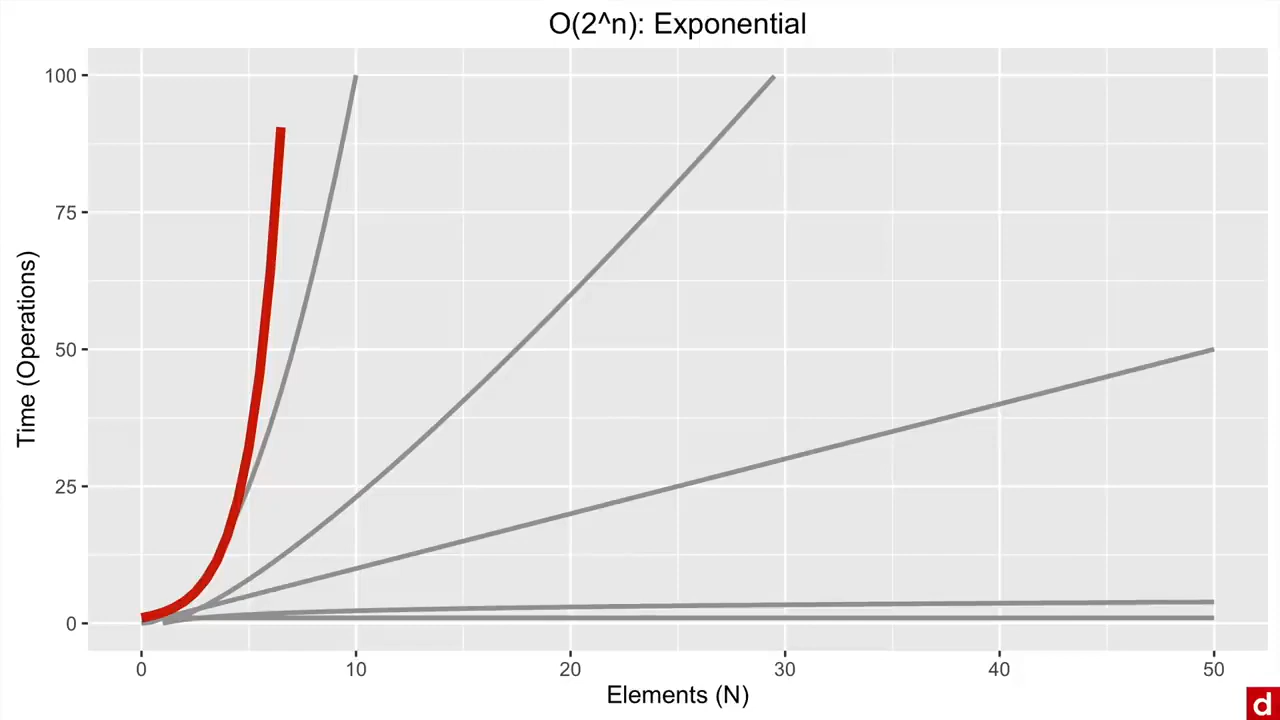 O(2^n): Exponential
100
75
50
25
0
Time (Operations)
0 10 20 30 40 50
Elements (N)
d